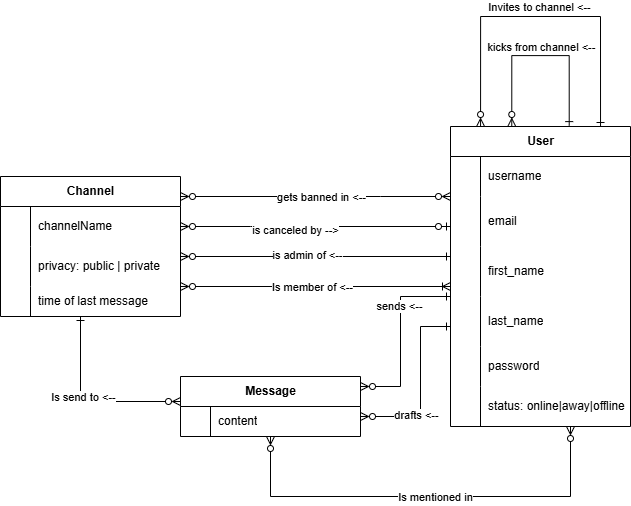 Invites to channel <--
kicks from channel <--
User
username
email
first_name
last_name
password
status: online|away|offline
Channel
channelName
privacy: public | private
time of last message
gets banned in <--
is canceled by -->
is admin of <--
Is member of <--
sends <--
drafts <--
Is send to <--
Message
content
Is mentioned in